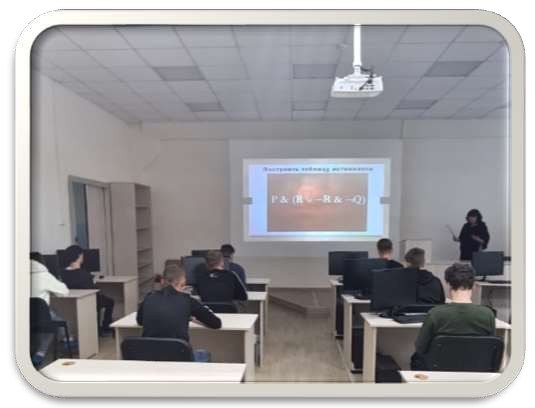 Построить таблицу истинности
P & (R ∨ ¬R & ¬Q)